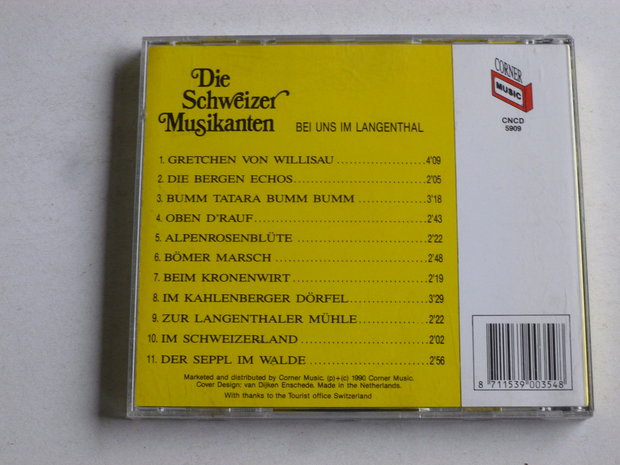 Die
Schweizer
Musikanten
BEI UNS IM LANGENTHAL
1. GRETCHEN VON WILLISAU ..................... 4'09
2. DIE BERGEN ECHOS ............................... 2'05
3. BUMM TATARA BUMM BUMM ................. 3'18
4. OBEN D'RAUF ....................................... 2'43
5. ALPENROSENBLÜTE .............................. 2'22
6. BÖMER MARSCH ................................... 2'48
7. BEIM KRONENWIRT ............................... 2'19
8. IM KAHLENBERGER DÖRFEL .................. 3'29
9. ZUR LANGENTHALER MÜHLE ................. 2'22
10. IM SCHWEIZERLAND ............................. 2'02
11. DER SEPPL IM WALDE ........................... 2'56
Marketed and distributed by Corner Music. (p)+(c) 1990 Corner Music.
Cover Design: van Dijken Enschede. Made in the Netherlands.
With thanks to the Tourist office Switzerland
CORNER
MUSIC
CNCD
5909
8 711539 003548